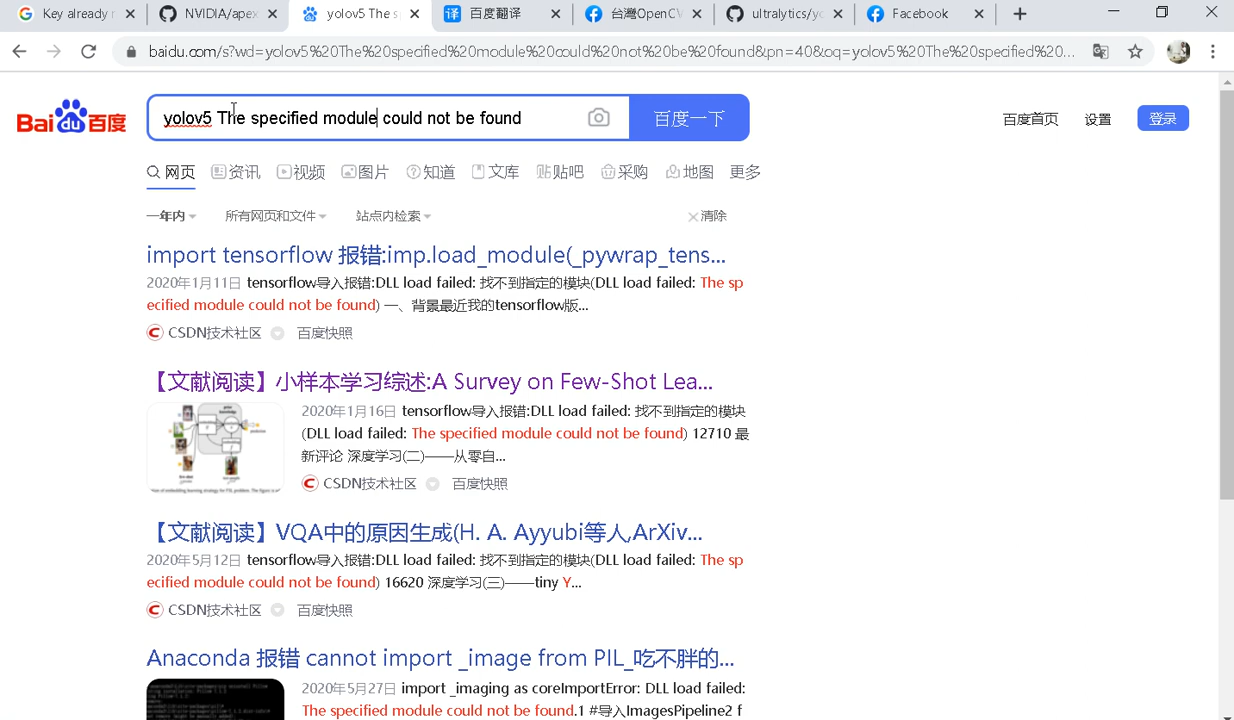 Key already r
NVIDIA/apex
yolov5 The s
百度翻译
台灣OpenCV
ultralytics/yo
Facebook
baidu.com/s?wd=yolov5%20The%20specified%20module%20could%20not%20be%20found&pn=40&oq=yolov5%20The%20specified%20...
Bai du 百度
yolov5 The specified module could not be found
百度一下
百度首页 设置 登录
网页 资讯 视频 图片 知道 文库 贴吧 采购 地图 更多
一年内 所有网页和文件 站点内检索 清除
import tensorflow 报错:imp.load_module(_pywrap_tens...
2020年1月11日 tensorflow导入报错:DLL load failed: 找不到指定的模块(DLL load failed: The sp
ecified module could not be found) 一、背景最近我的tensorflow版...
CSDN技术社区 百度快照
【文献阅读】小样本学习综述:A Survey on Few-Shot Lea...
2020年1月16日 tensorflow导入报错:DLL load failed: 找不到指定的模块
(DLL load failed: The specified module could not be found) 12710 最
新评论 深度学习(二)——从零自...
CSDN技术社区 百度快照
【文献阅读】VQA中的原因生成(H. A. Ayyubi等人,ArXiv...
2020年5月12日 tensorflow导入报错:DLL load failed: 找不到指定的模块(DLL load failed: The sp
ecified module could not be found) 16620 深度学习(三)——tiny Y...
CSDN技术社区 百度快照
Anaconda 报错 cannot import _image from PIL_吃不胖的...
2020年5月27日 import _imaging as coreImportError: DLL load failed:
The specified module could not be found.! #导入ImagesPipeline2 f